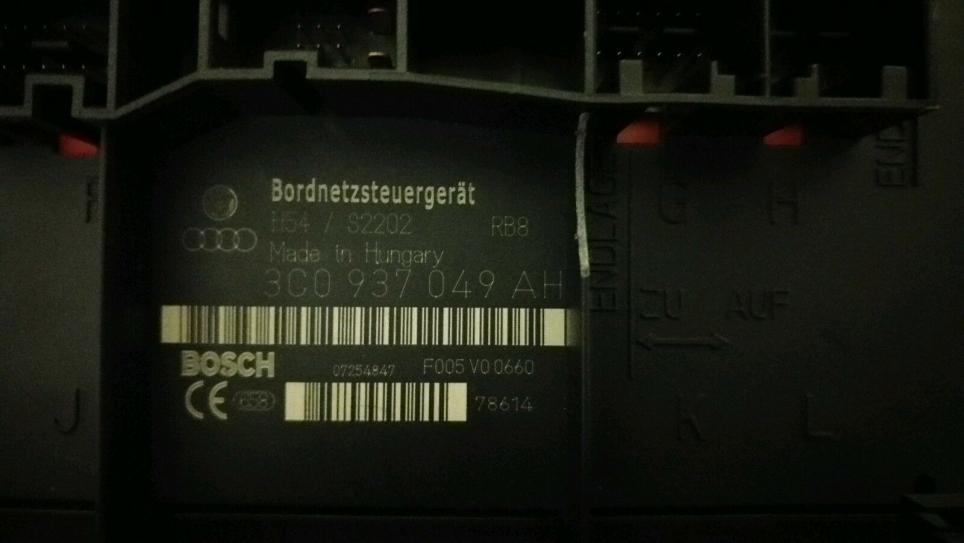 Bordnetzsteuergerät
H54 / S2202 RB8
Made in Hungary
3C0 937 049 AH
BOSCH 07254847 F005 V0 0660
CE 78614
G H
ENDLAGE
ZU AUF
J K L